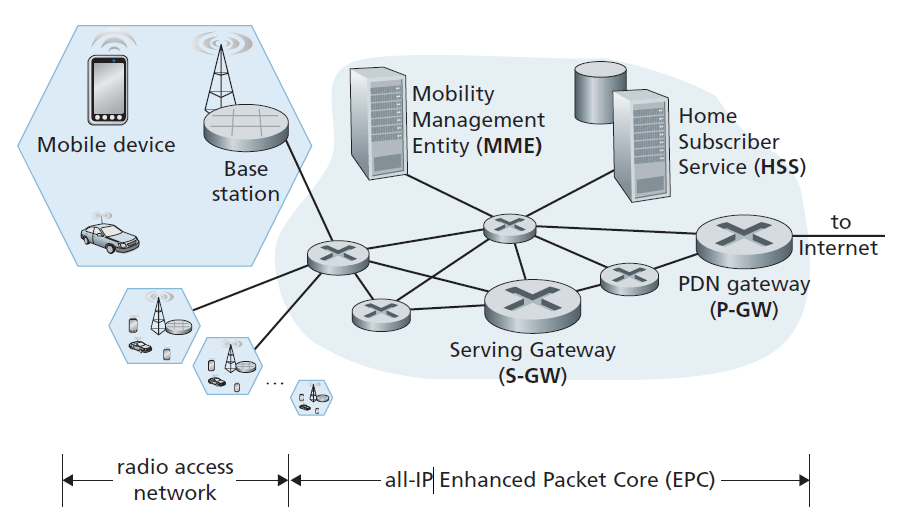 Mobile device
Base
station
Mobility
Management
Entity (MME)
Home
Subscriber
Service (HSS)
to
Internet
PDN gateway
(P-GW)
Serving Gateway
(S-GW)
...
radio access
network
all-IP Enhanced Packet Core (EPC)